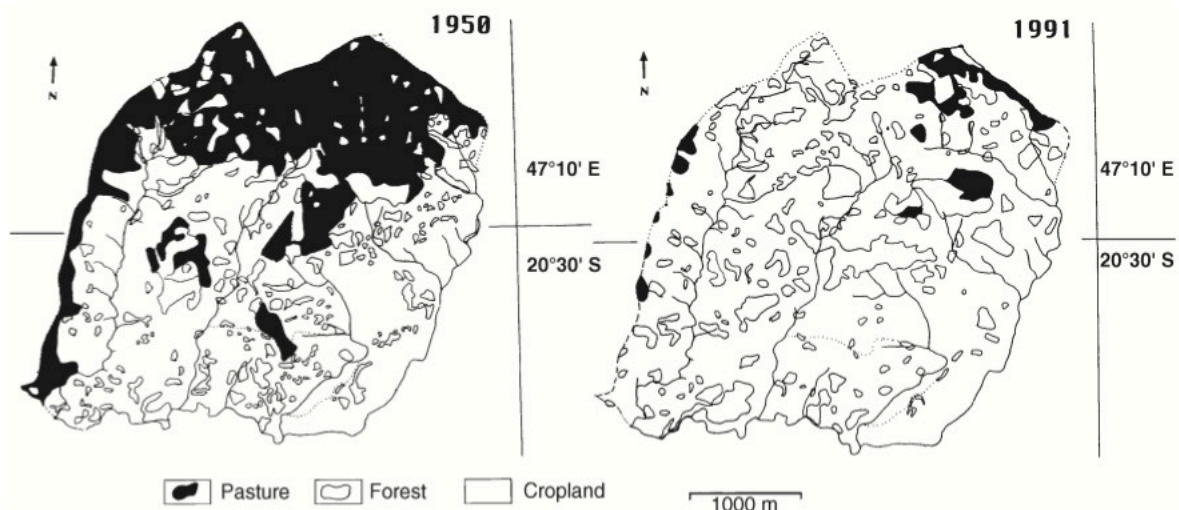 1950
N
47°10' E
20°30' S
1991
N
47°10' E
20°30' S
Pasture
Forest
Cropland
1000 m